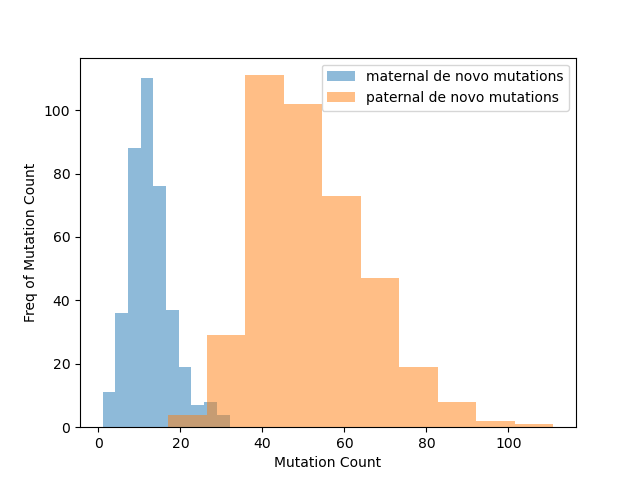 maternal de novo mutations
paternal de novo mutations
Freq of Mutation Count
100
80
60
40
20
0
0 20 40 60 80 100
Mutation Count